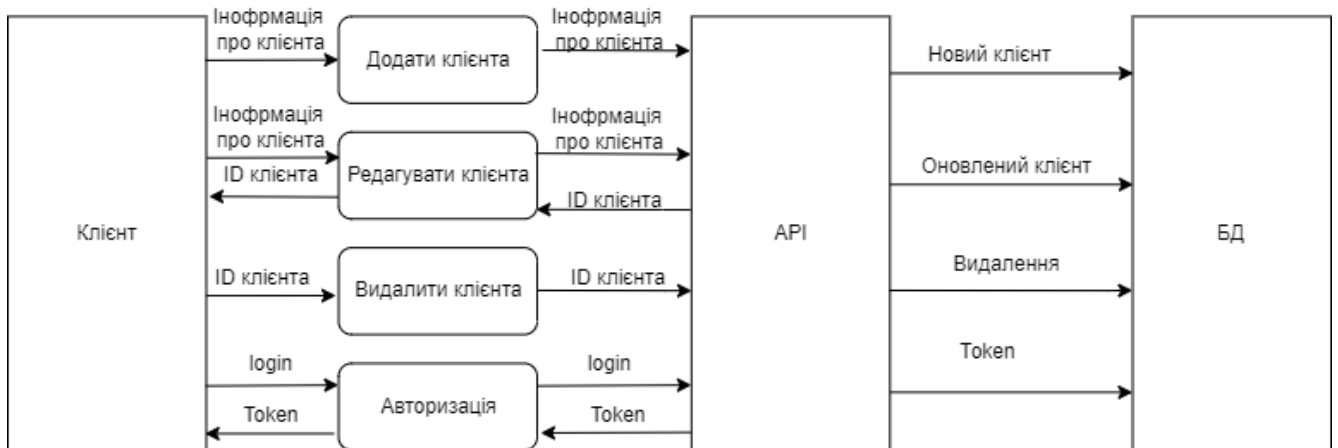 Інофрмація
про клієнта
Додати клієнта
Інофрмація
про клієнта
Новий клієнт
Інофрмація
про клієнта
Редагувати клієнта
Інофрмація
про клієнта
ID клієнта
ID клієнта
Оновлений клієнт
Клієнт
API
БД
ID клієнта
Видалити клієнта
ID клієнта
Видалення
login
Авторизація
login
Token
Token
Token